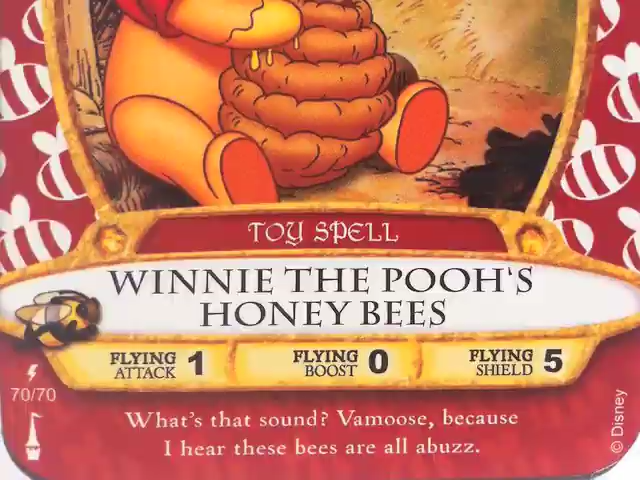 TOY SPELL
WINNIE THE POOH'S
HONEY BEES
FLYING ATTACK 1
FLYING BOOST 0
FLYING SHIELD 5
70/70
What's that sound? Vamoose, because
I hear these bees are all abuzz.
© Disney